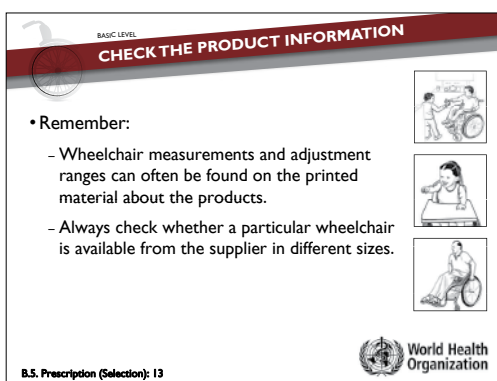 BASIC LEVEL
CHECK THE PRODUCT INFORMATION
• Remember:
– Wheelchair measurements and adjustment
ranges can often be found on the printed
material about the products.
– Always check whether a particular wheelchair
is available from the supplier in different sizes.
World Health
Organization
B.5. Prescription (Selection): 13